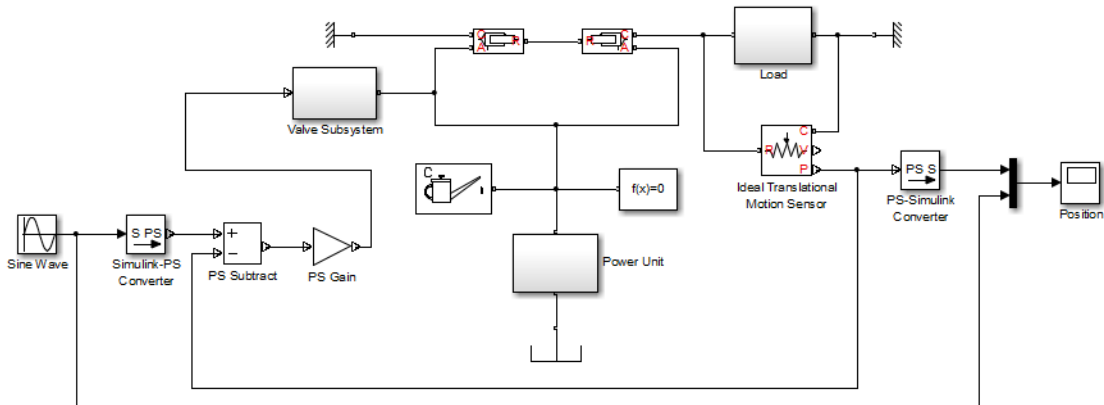 C
A
R
R
C
A
Load
Valve Subsystem
C
R
V
P
Ideal Translational
Motion Sensor
C
f(x)=0
PS S
PS-Simulink
Converter
Position
Sine Wave
S PS
Simulink-PS
Converter
+
−
PS Subtract
PS Gain
Power Unit